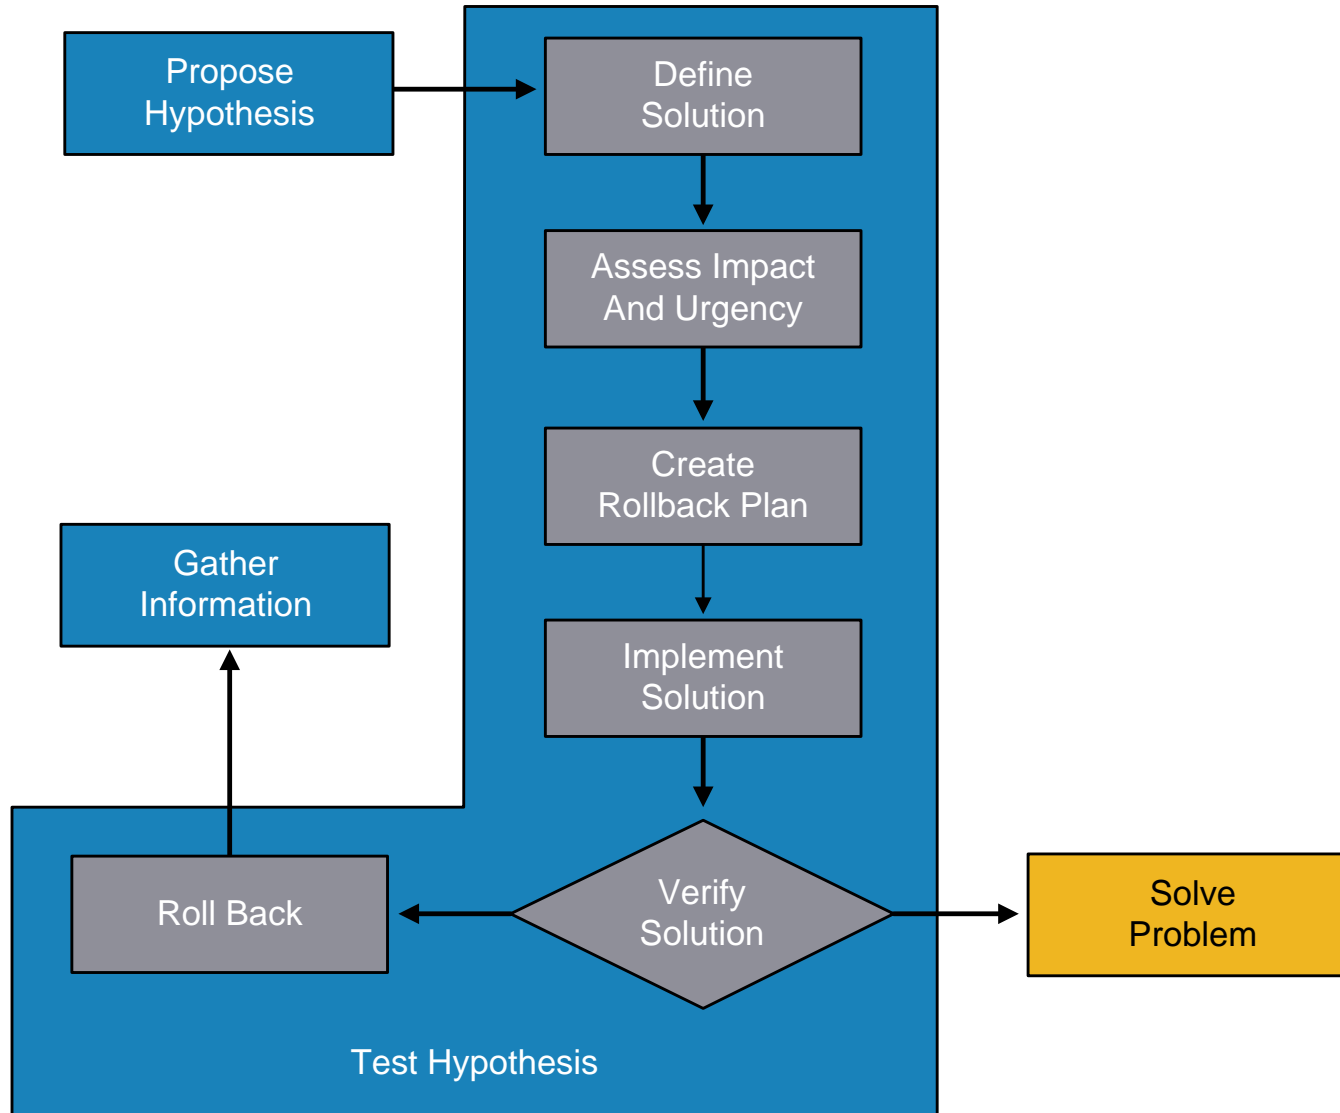 Propose
Hypothesis
Define
Solution
Assess Impact
And Urgency
Create
Rollback Plan
Gather
Information
Implement
Solution
Roll Back
Verify
Solution
Solve
Problem
Test Hypothesis